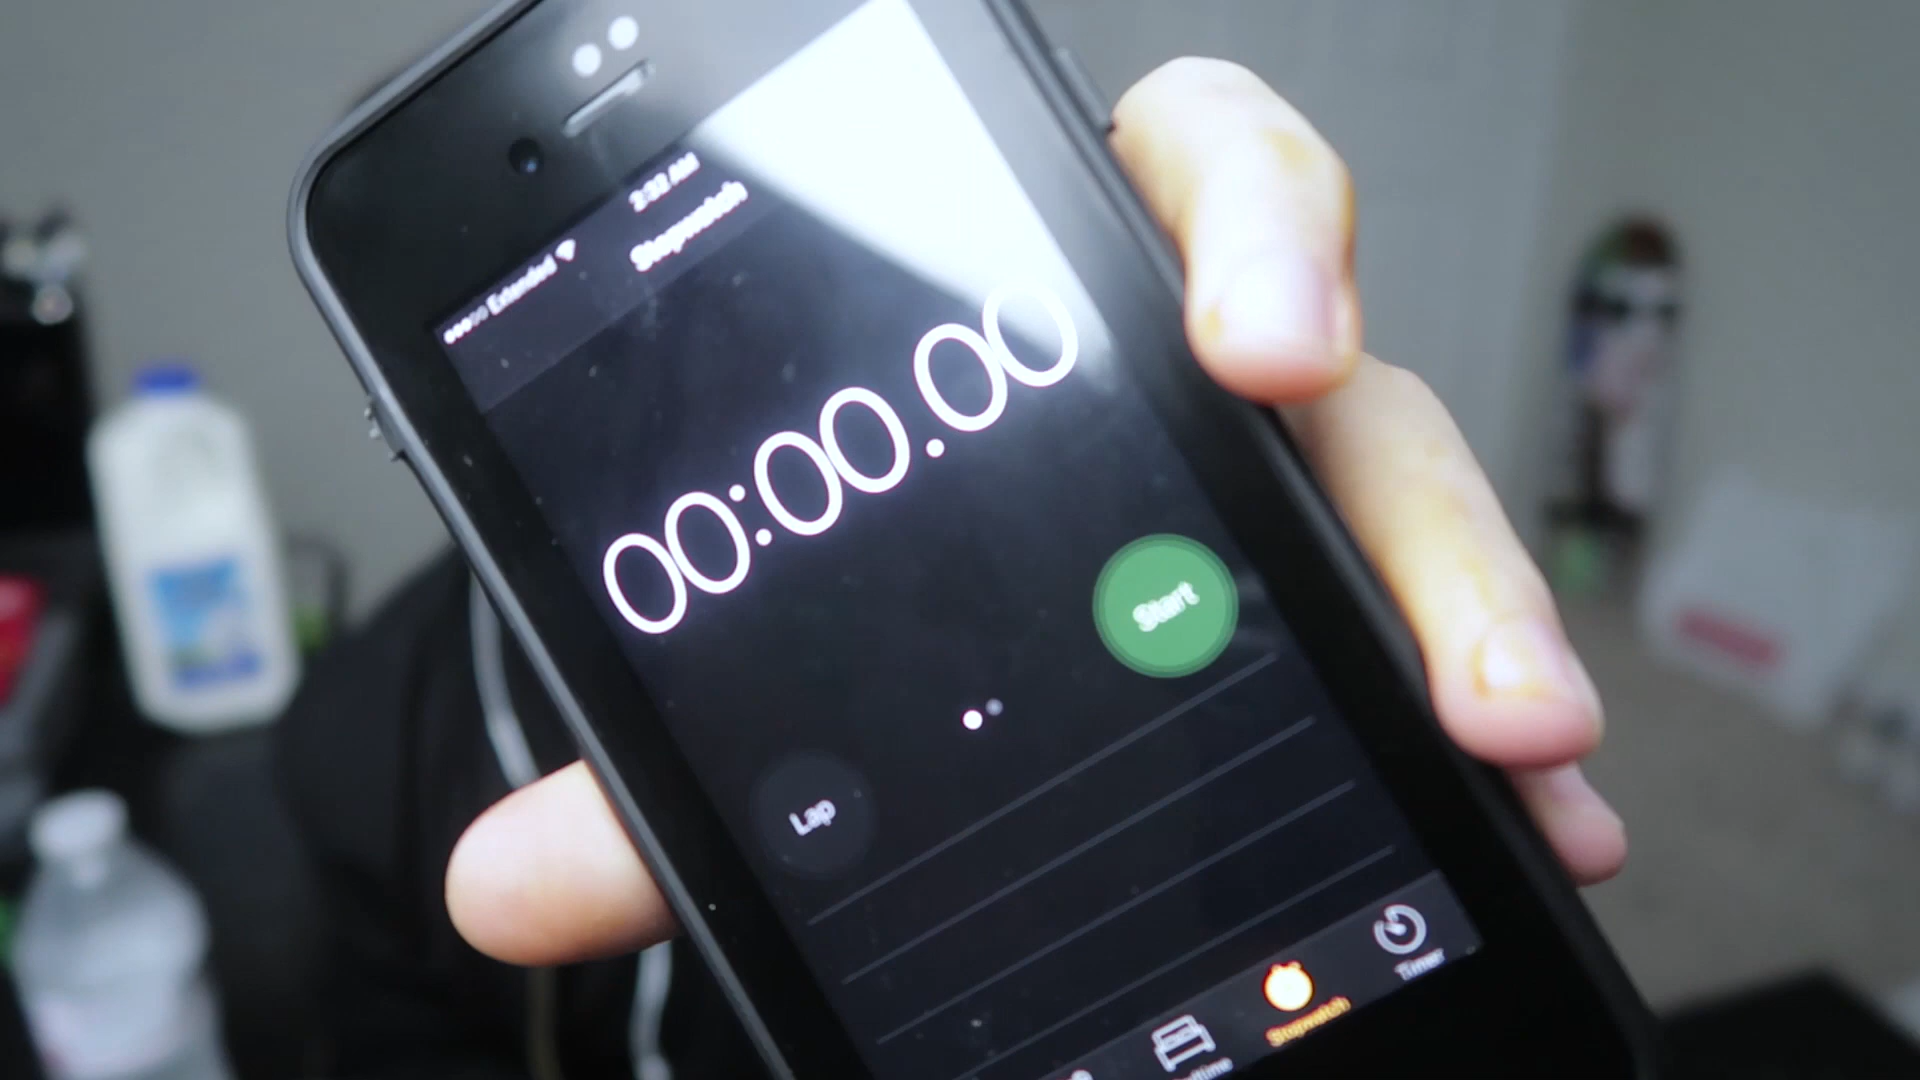 ●●●○○ Extended 2:32 AM
Stopwatch
00:00.00
Lap Start
Stopwatch Timer